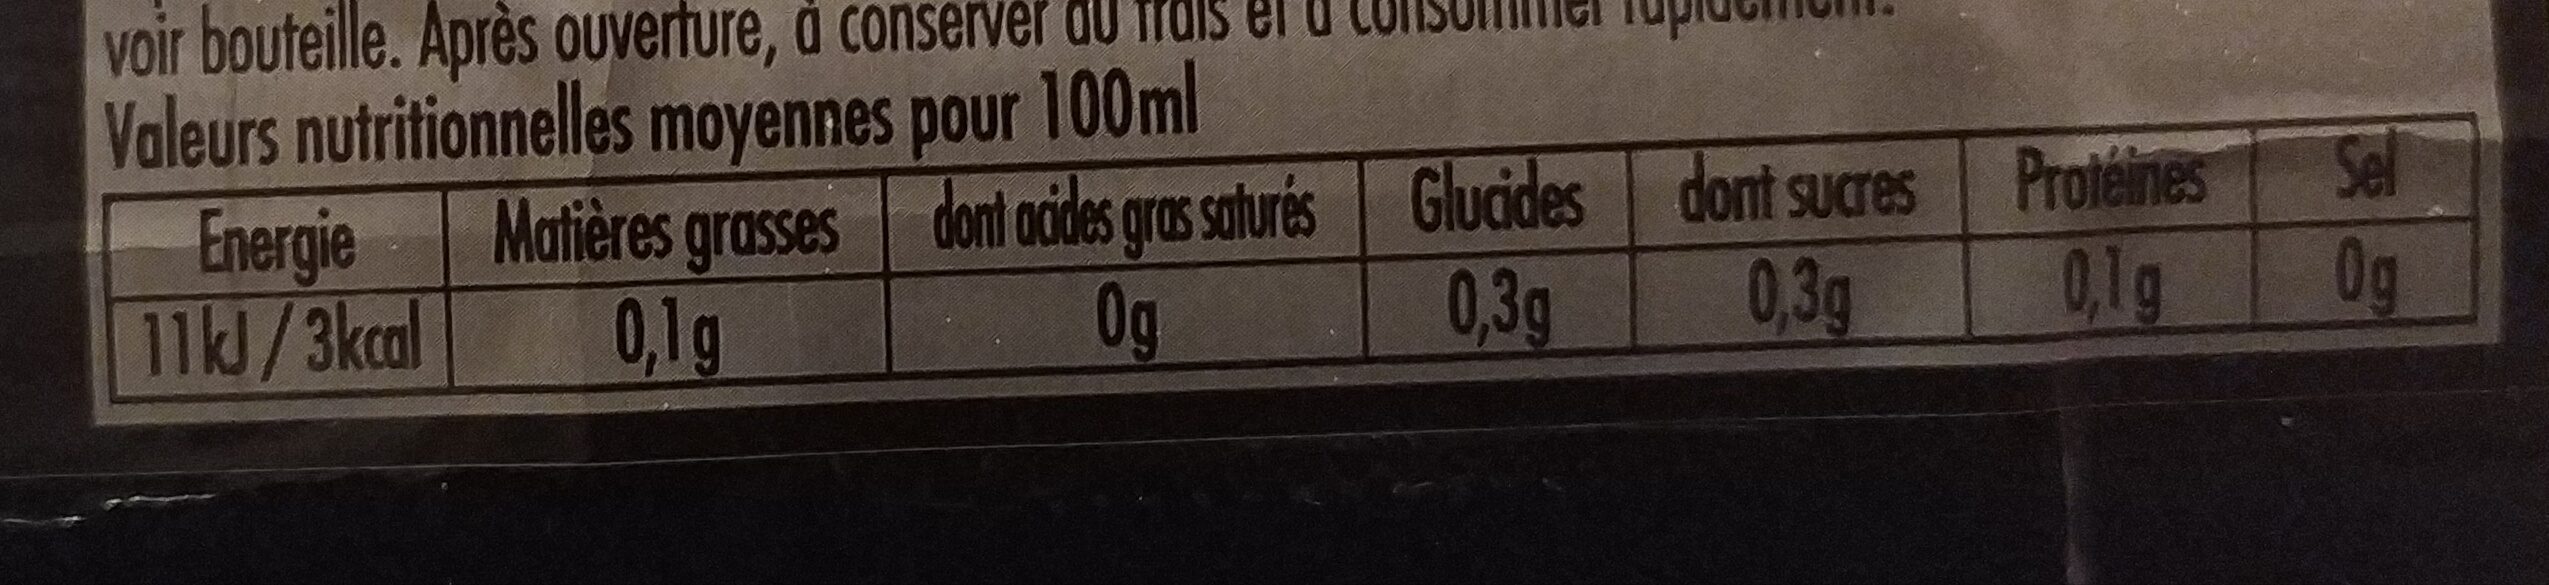 voir bouteille. Après ouverture, à conserver au frais et à consommer rapidement.
Valeurs nutritionnelles moyennes pour 100ml
Energie Matières grasses dont acides gras saturés Glucides dont sucres Protéines Sel
11kJ/3kcal 0,1g 0g 0,3g 0,3g 0,1g 0g